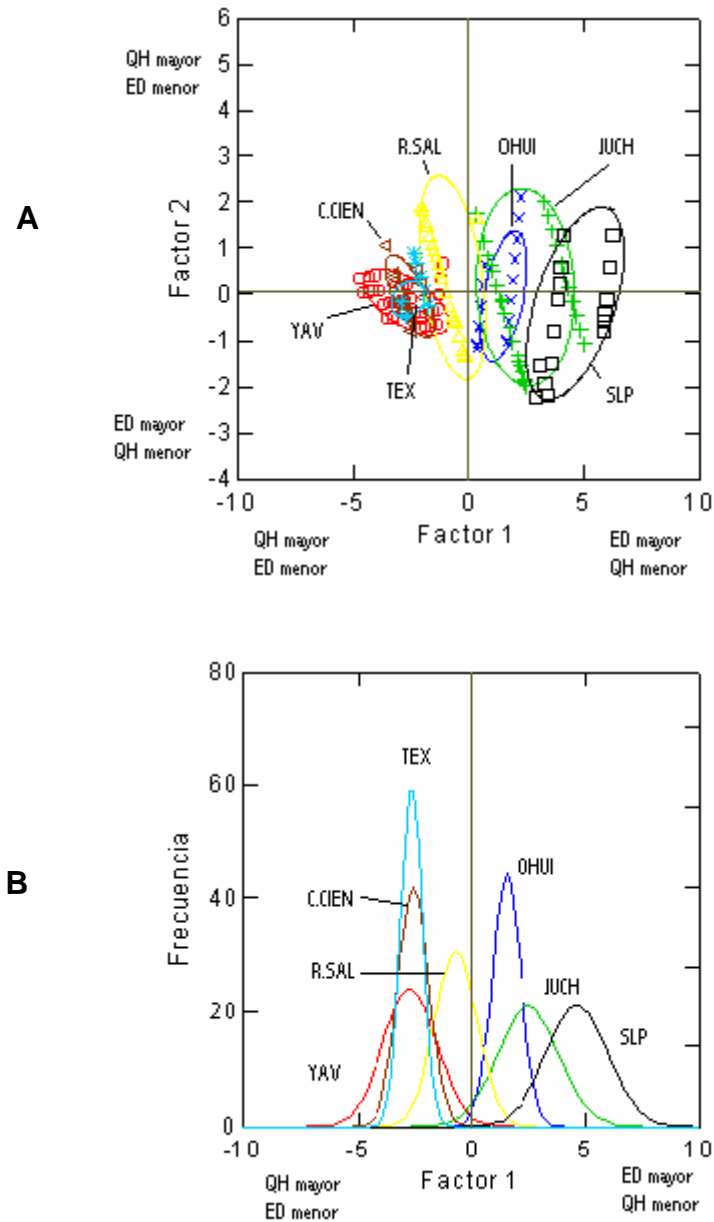 A
6
5
4
3
2
1
0
-1
-2
-3
-4
Factor 2
QH mayor
ED menor
ED mayor
QH menor
R.SAL
OHUI
JUCH
C.CIEN
YAV
TEX
SLP
-10
-5
0
5
10
Factor 1
QH mayor
ED menor
ED mayor
QH menor
B
80
60
40
20
0
Frecuencia
TEX
C.CIEN
OHUI
R.SAL
JUCH
YAV
SLP
-10
-5
0
5
10
Factor 1
QH mayor
ED menor
ED mayor
QH menor